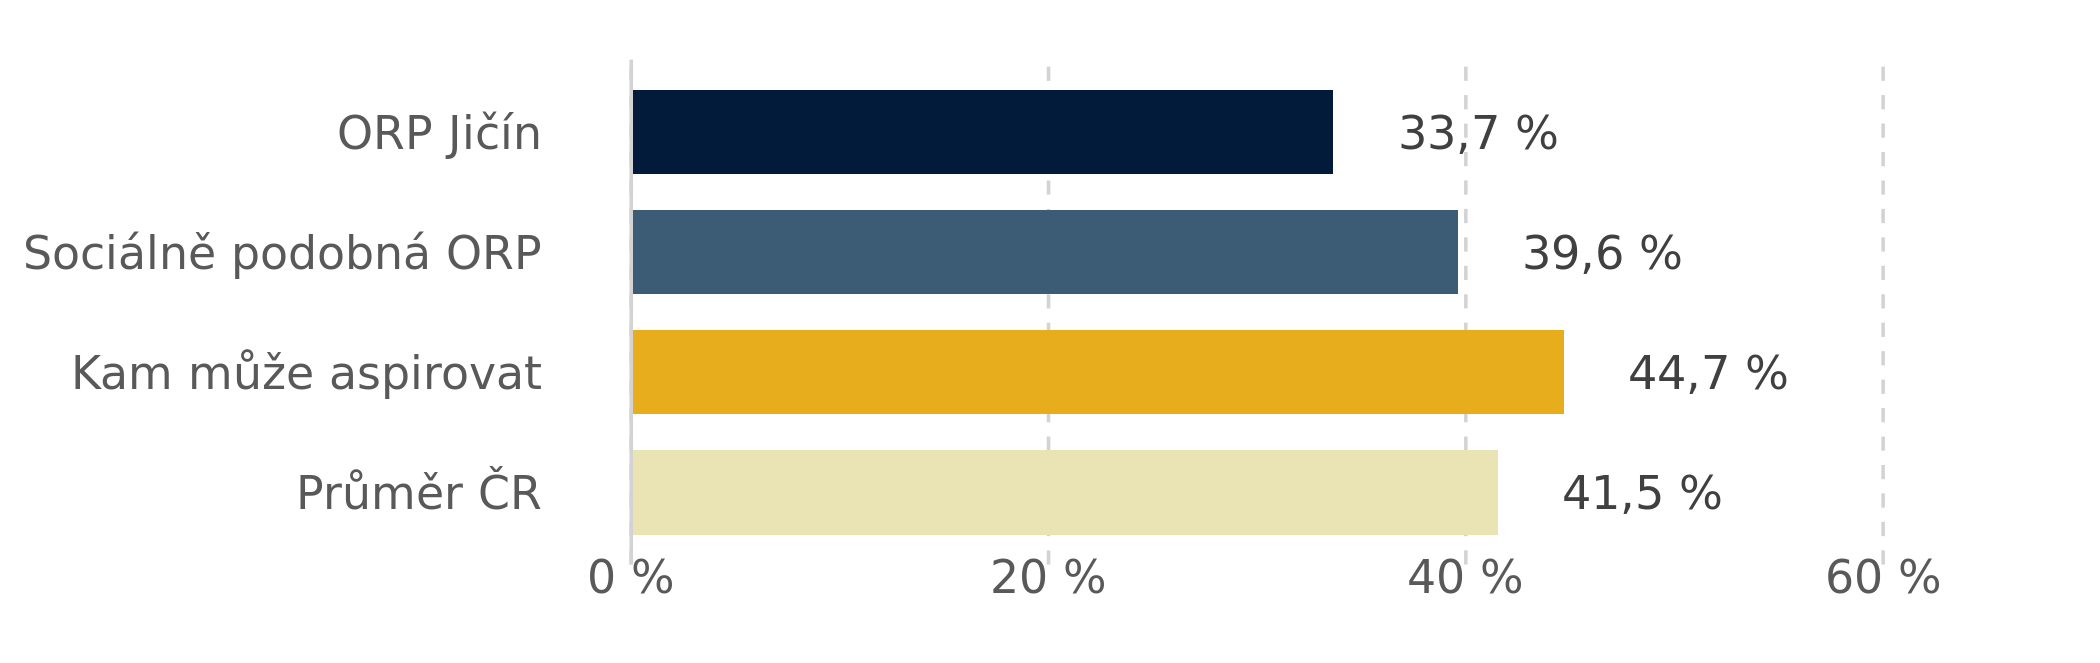 ORP Jičín
33,7 %
Sociálně podobná ORP
39,6 %
Kam může aspirovat
44,7 %
Průměr ČR
41,5 %
0 % 20 % 40 % 60 %